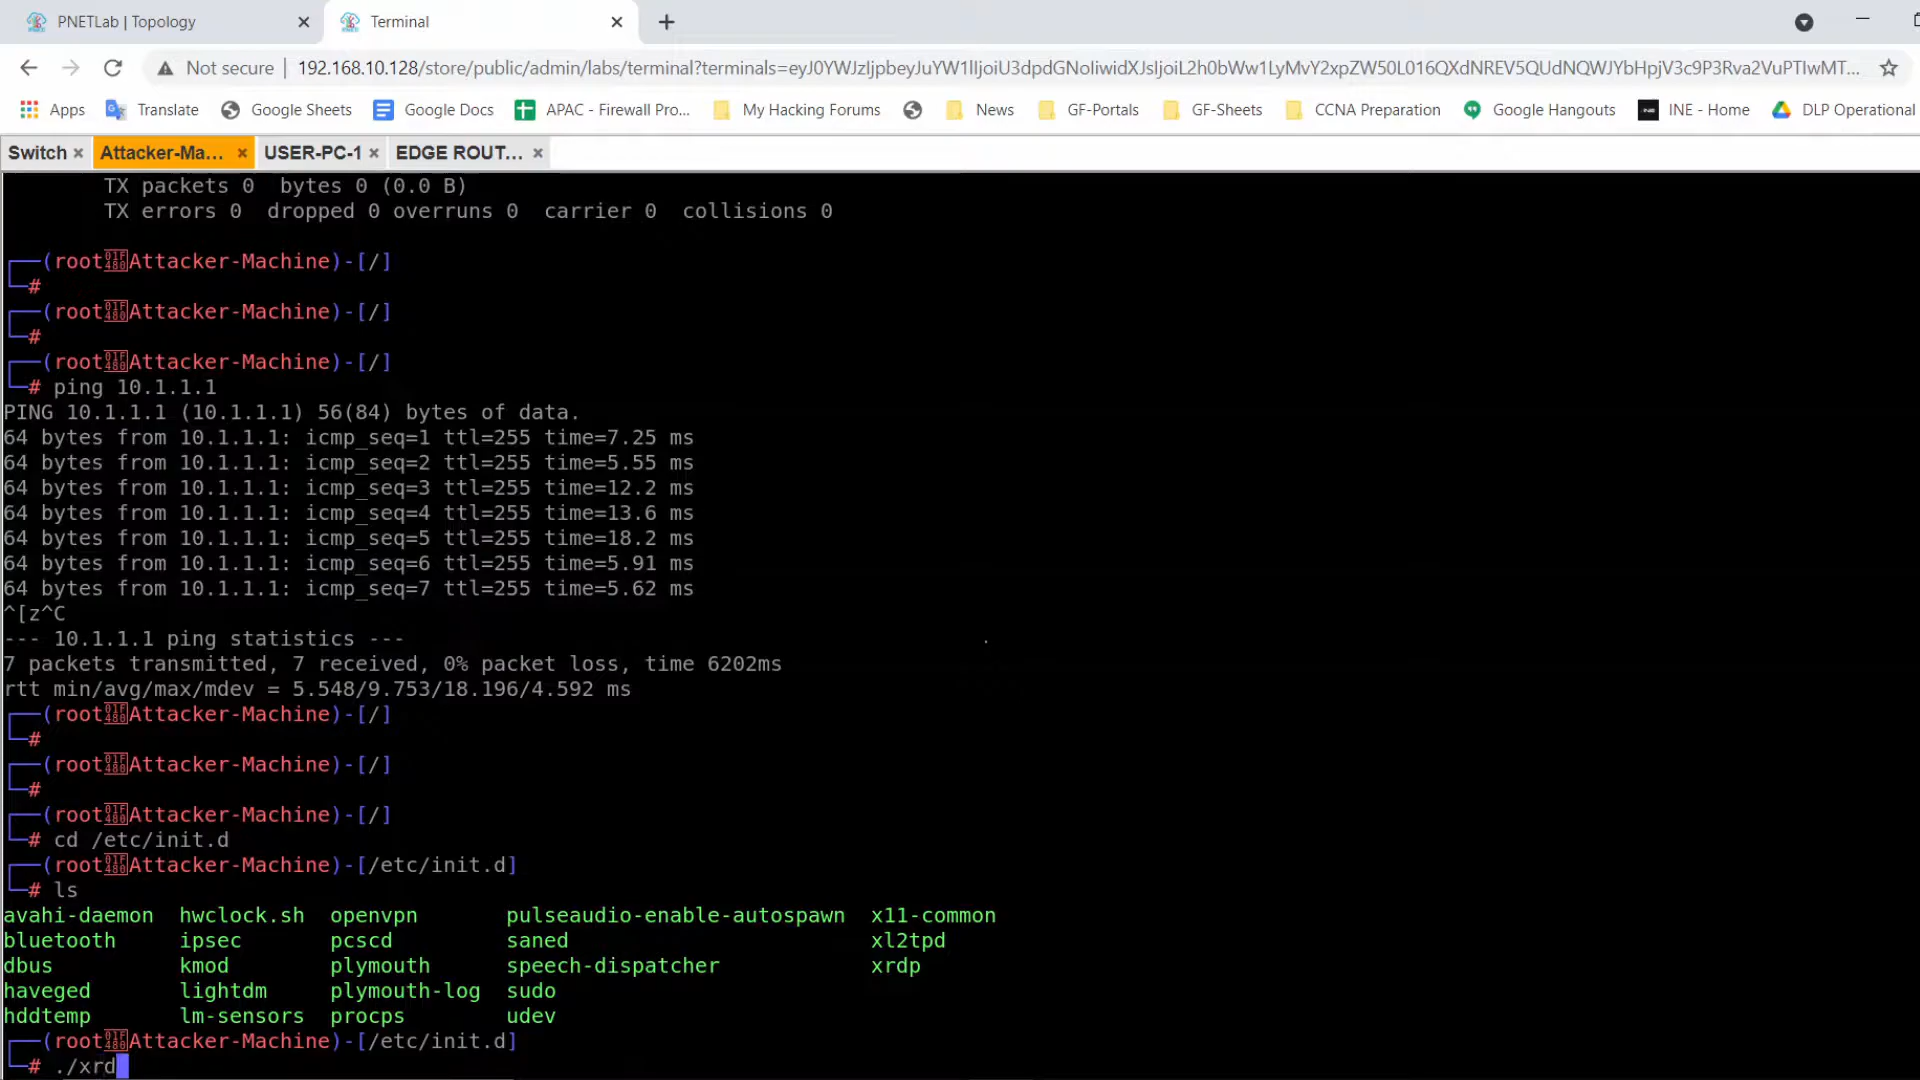 PNETLab | Topology
Terminal
Not secure | 192.168.10.128/store/public/admin/labs/terminal?terminals=eyJ0YWJzIjpbeyJuYW1lIjoiU3dpdGNoIiwidXJsIjoiL2h0bWw1LyMvY2xpZW50L016QXdNREV5QUdNQWJYbHpjV3c9P3Rva2VuPTIwMT...
Apps Translate Google Sheets Google Docs APAC - Firewall Pro... My Hacking Forums News GF-Portals GF-Sheets CCNA Preparation Google Hangouts INE - Home DLP Operational
Switch × Attacker-Ma... × USER-PC-1 × EDGE ROUT... ×
TX packets 0 bytes 0 (0.0 B)
TX errors 0 dropped 0 overruns 0 carrier 0 collisions 0
┌──(root💀Attacker-Machine)-[/]
└─#
┌──(root💀Attacker-Machine)-[/]
└─#
┌──(root💀Attacker-Machine)-[/]
└─# ping 10.1.1.1
PING 10.1.1.1 (10.1.1.1) 56(84) bytes of data.
64 bytes from 10.1.1.1: icmp_seq=1 ttl=255 time=7.25 ms
64 bytes from 10.1.1.1: icmp_seq=2 ttl=255 time=5.55 ms
64 bytes from 10.1.1.1: icmp_seq=3 ttl=255 time=12.2 ms
64 bytes from 10.1.1.1: icmp_seq=4 ttl=255 time=13.6 ms
64 bytes from 10.1.1.1: icmp_seq=5 ttl=255 time=18.2 ms
64 bytes from 10.1.1.1: icmp_seq=6 ttl=255 time=5.91 ms
64 bytes from 10.1.1.1: icmp_seq=7 ttl=255 time=5.62 ms
^[z^C
--- 10.1.1.1 ping statistics ---
7 packets transmitted, 7 received, 0% packet loss, time 6202ms
rtt min/avg/max/mdev = 5.548/9.753/18.196/4.592 ms
┌──(root💀Attacker-Machine)-[/]
└─#
┌──(root💀Attacker-Machine)-[/]
└─#
┌──(root💀Attacker-Machine)-[/]
└─# cd /etc/init.d
┌──(root💀Attacker-Machine)-[/etc/init.d]
└─# ls
avahi-daemon hwclock.sh openvpn pulseaudio-enable-autospawn x11-common
bluetooth ipsec pcscd saned xl2tpd
dbus kmod plymouth speech-dispatcher xrdp
haveged lightdm plymouth-log sudo
hddtemp lm-sensors procps udev
┌──(root💀Attacker-Machine)-[/etc/init.d]
└─# ./xrd